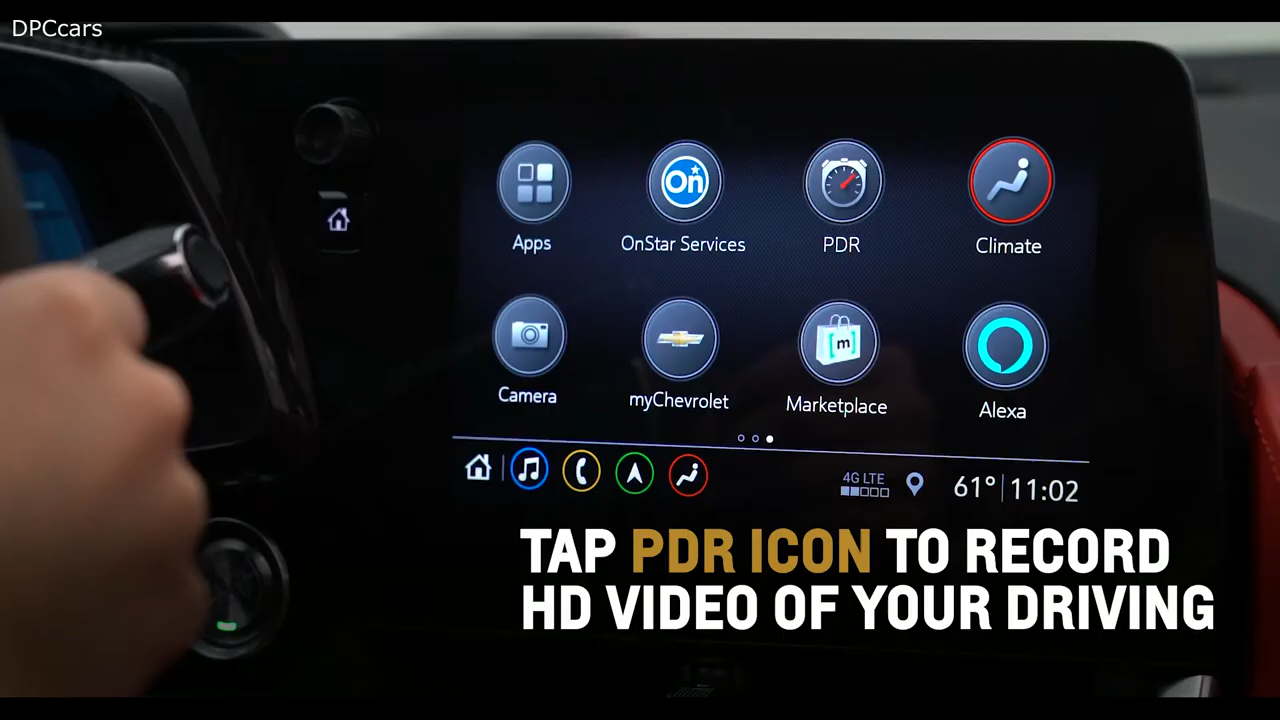 DPCcars
On
Apps
OnStar Services
PDR
Climate
m
Camera
myChevrolet
Marketplace
Alexa
4G LTE
61° 11:02
TAP PDR ICON TO RECORD
HD VIDEO OF YOUR DRIVING